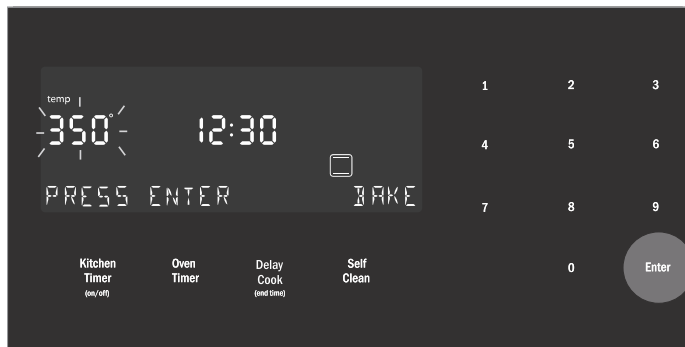 temp
350° 12:30
PRESS ENTER BAKE
1 2 3
4 5 6
7 8 9
0 Enter
Kitchen
Timer
(on/off)
Oven
Timer
Delay
Cook
(end time)
Self
Clean